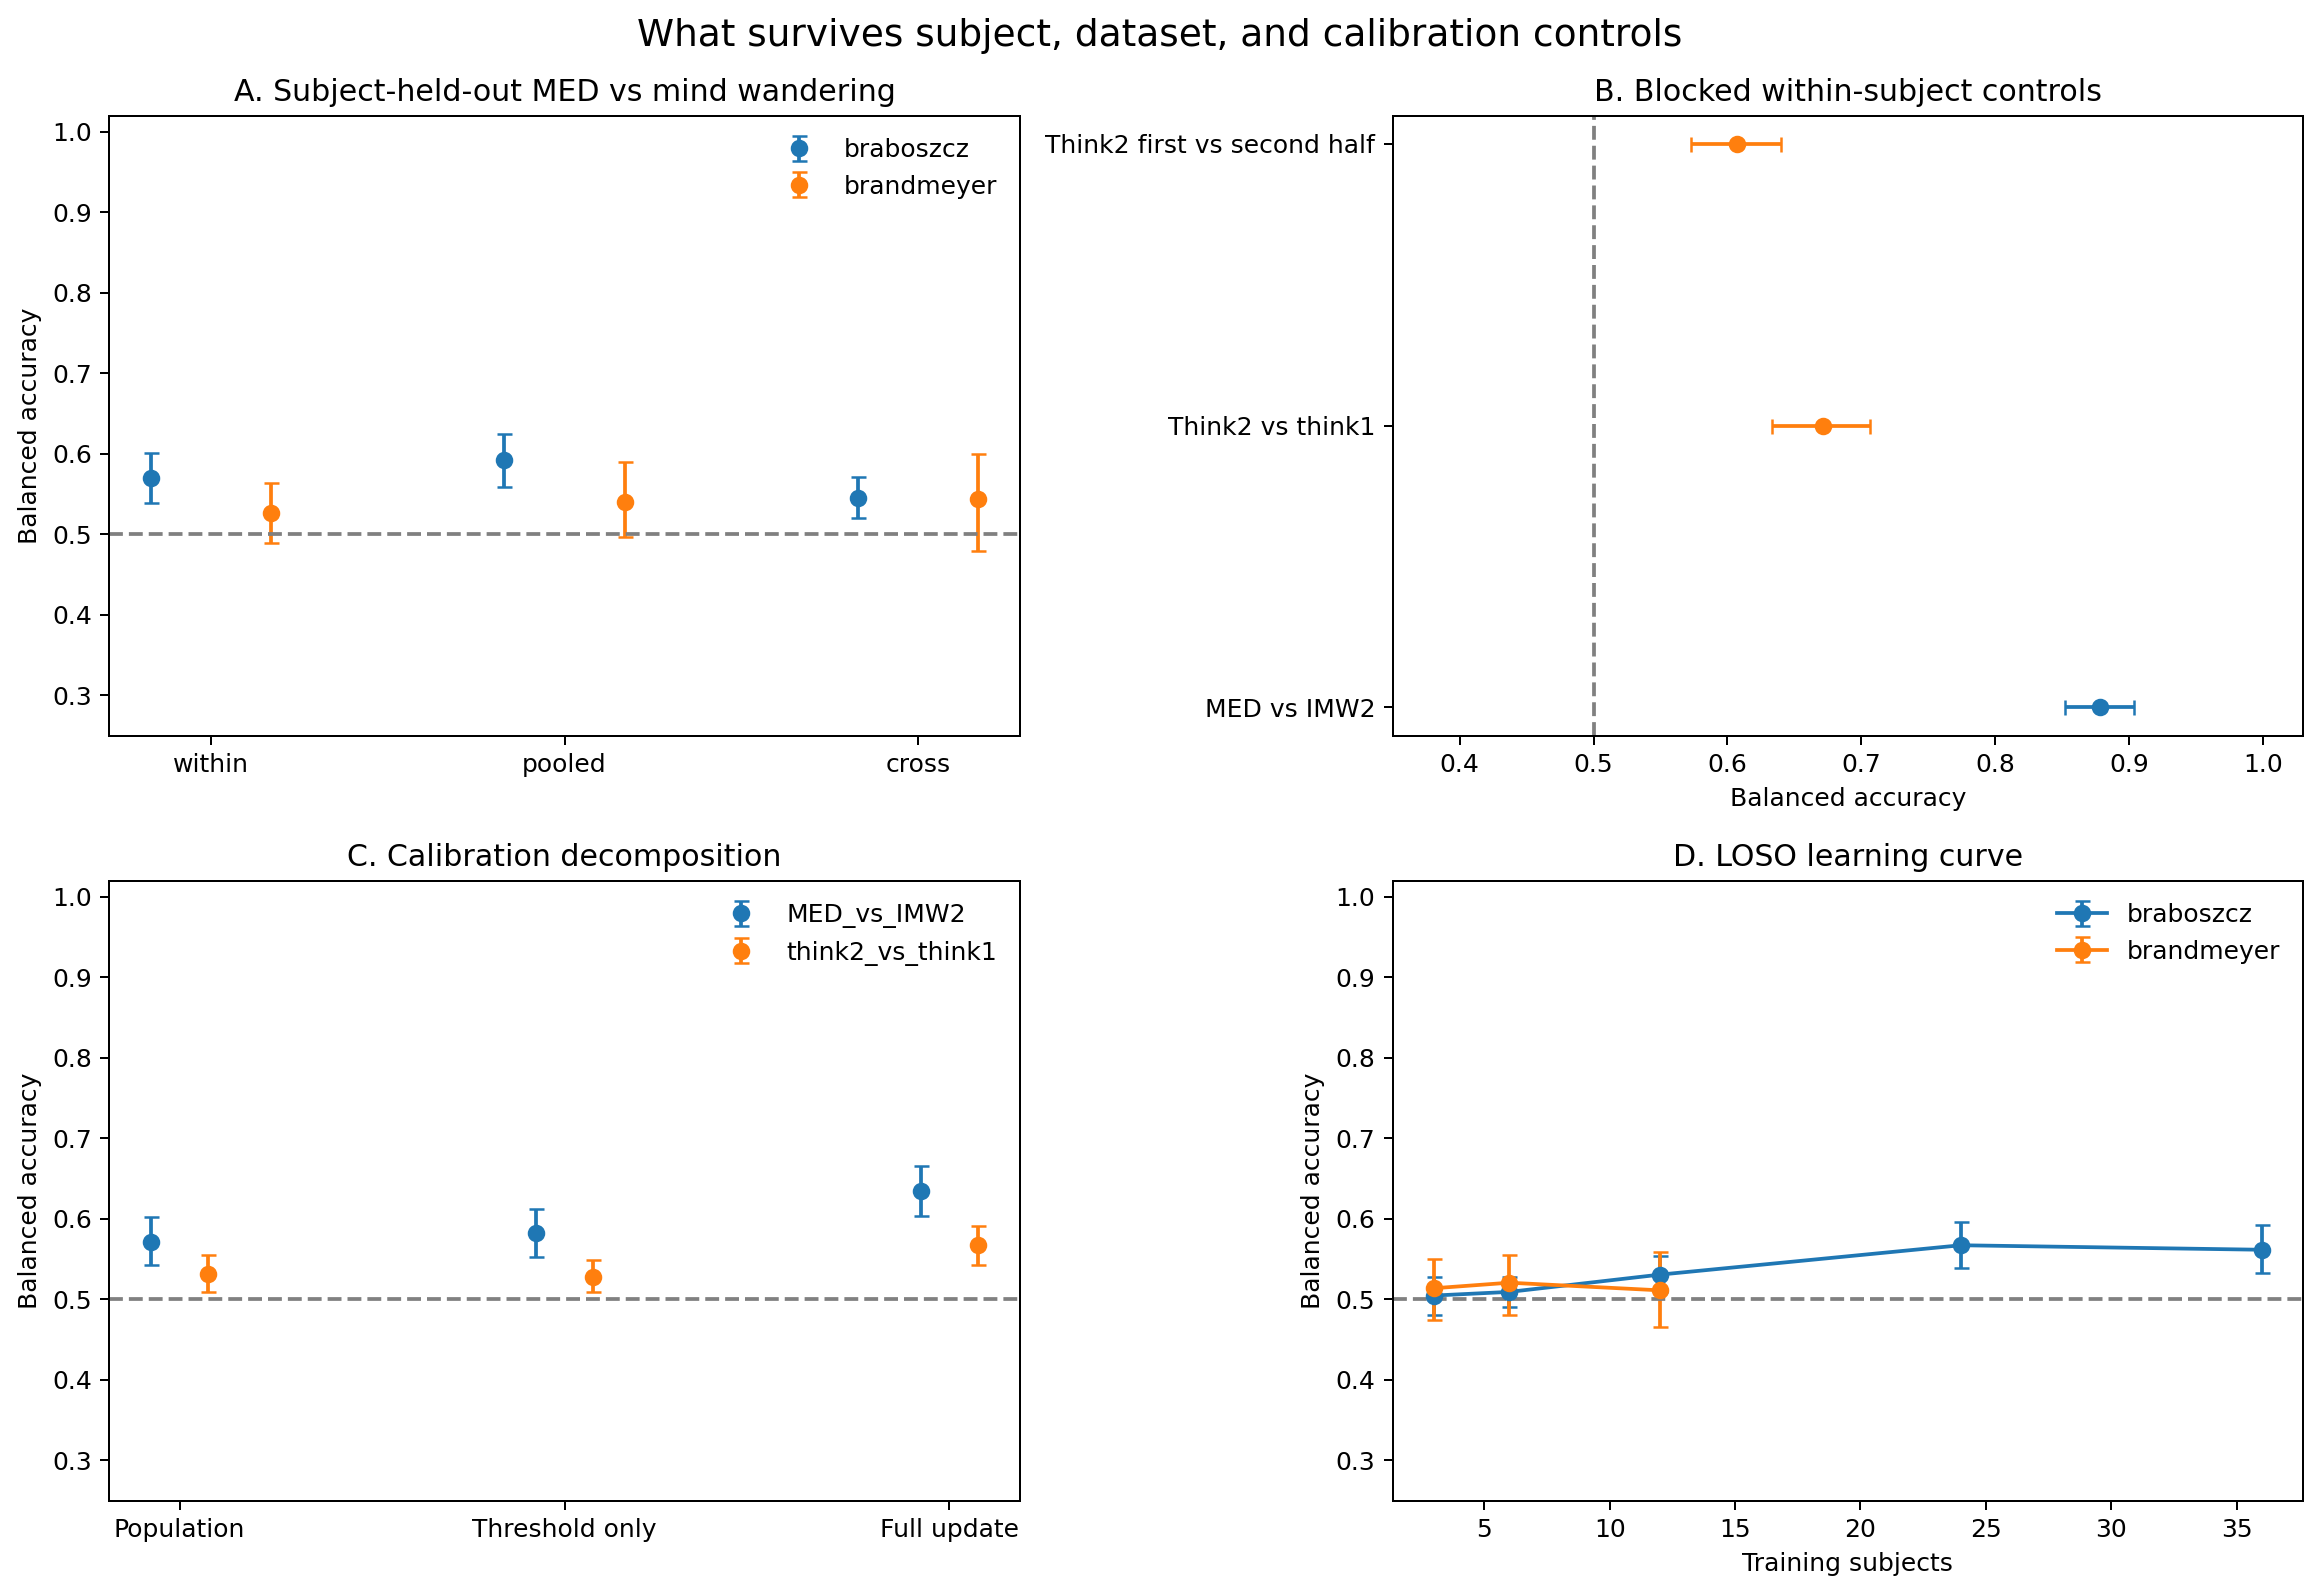 What survives subject, dataset, and calibration controls
A. Subject-held-out MED vs mind wandering
braboszcz
brandmeyer
Balanced accuracy
1.0
0.9
0.8
0.7
0.6
0.5
0.4
0.3
within
pooled
cross
B. Blocked within-subject controls
Think2 first vs second half
Think2 vs think1
MED vs IMW2
0.4
0.5
0.6
0.7
0.8
0.9
1.0
Balanced accuracy
C. Calibration decomposition
MED_vs_IMW2
think2_vs_think1
Balanced accuracy
1.0
0.9
0.8
0.7
0.6
0.5
0.4
0.3
Population
Threshold only
Full update
D. LOSO learning curve
braboszcz
brandmeyer
Balanced accuracy
1.0
0.9
0.8
0.7
0.6
0.5
0.4
0.3
5
10
15
20
25
30
35
Training subjects